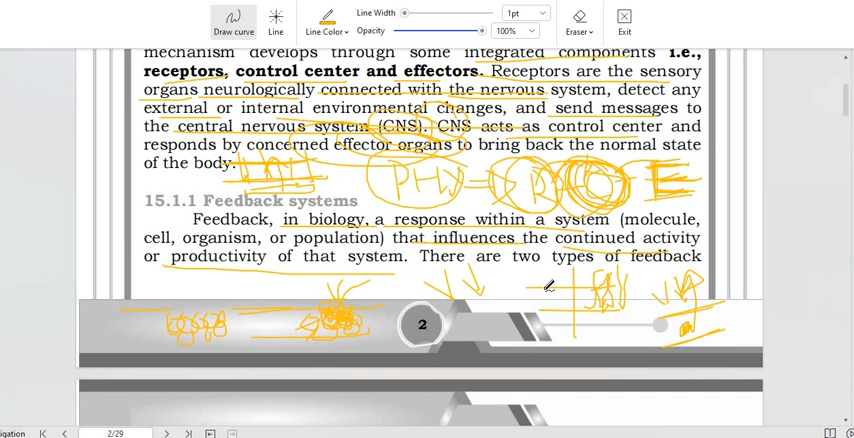 Draw curve
Line
Line Color
Line Width
1pt
Opacity
100%
Eraser
Exit
mechanism develops through some integrated components i.e.,
receptors, control center and effectors. Receptors are the sensory
organs neurologically connected with the nervous system, detect any
external or internal environmental changes, and send messages to
the central nervous system (CNS). CNS acts as control center and
responds by concerned effector organs to bring back the normal state
of the body.
R E
15.1.1 Feedback systems
Feedback, in biology, a response within a system (molecule,
cell, organism, or population) that influences the continued activity
or productivity of that system. There are two types of feedback
2
igation
2/29